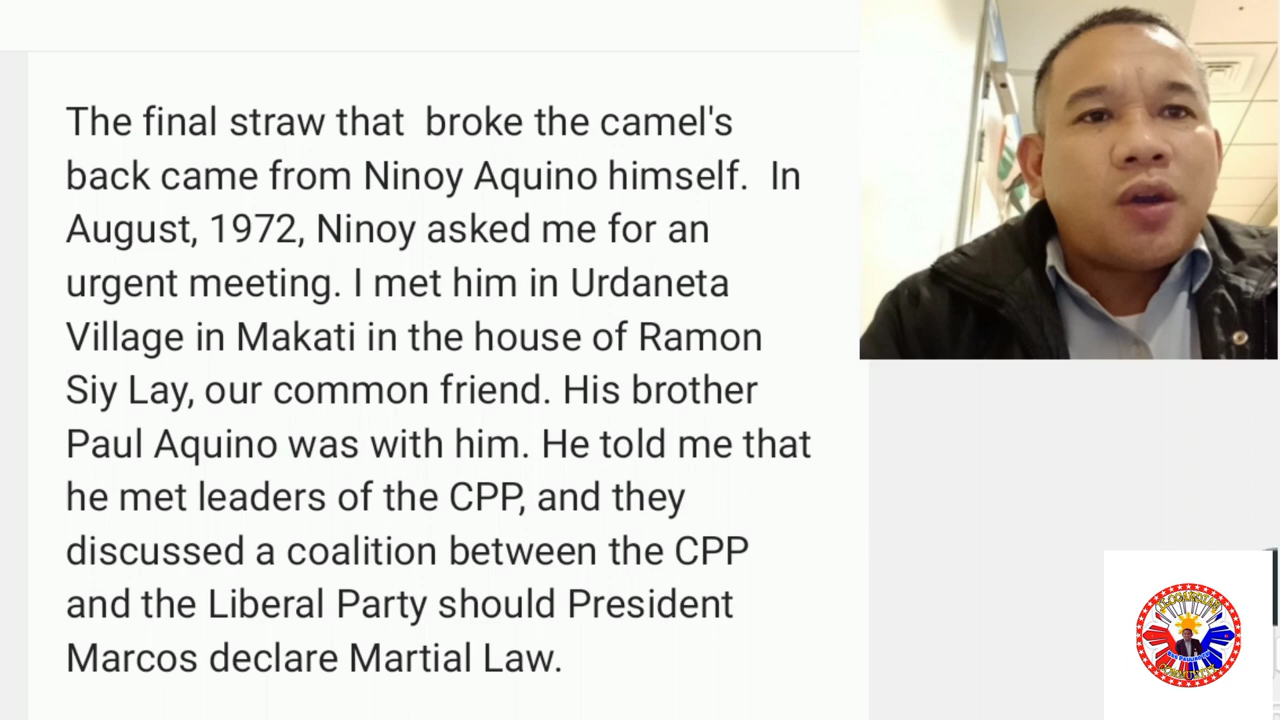 The final straw that broke the camel's
back came from Ninoy Aquino himself. In
August, 1972, Ninoy asked me for an
urgent meeting. I met him in Urdaneta
Village in Makati in the house of Ramon
Siy Lay, our common friend. His brother
Paul Aquino was with him. He told me that
he met leaders of the CPP, and they
discussed a coalition between the CPP
and the Liberal Party should President
Marcos declare Martial Law.
COMMUNITY